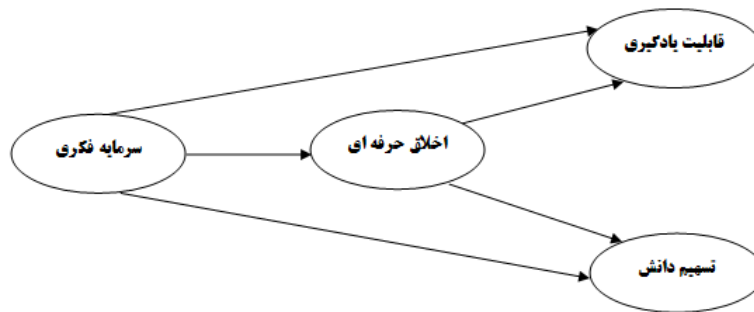 قابلیت یادگیری
اخلاق حرفه ای
سرمایه فکری
تسهیم دانش